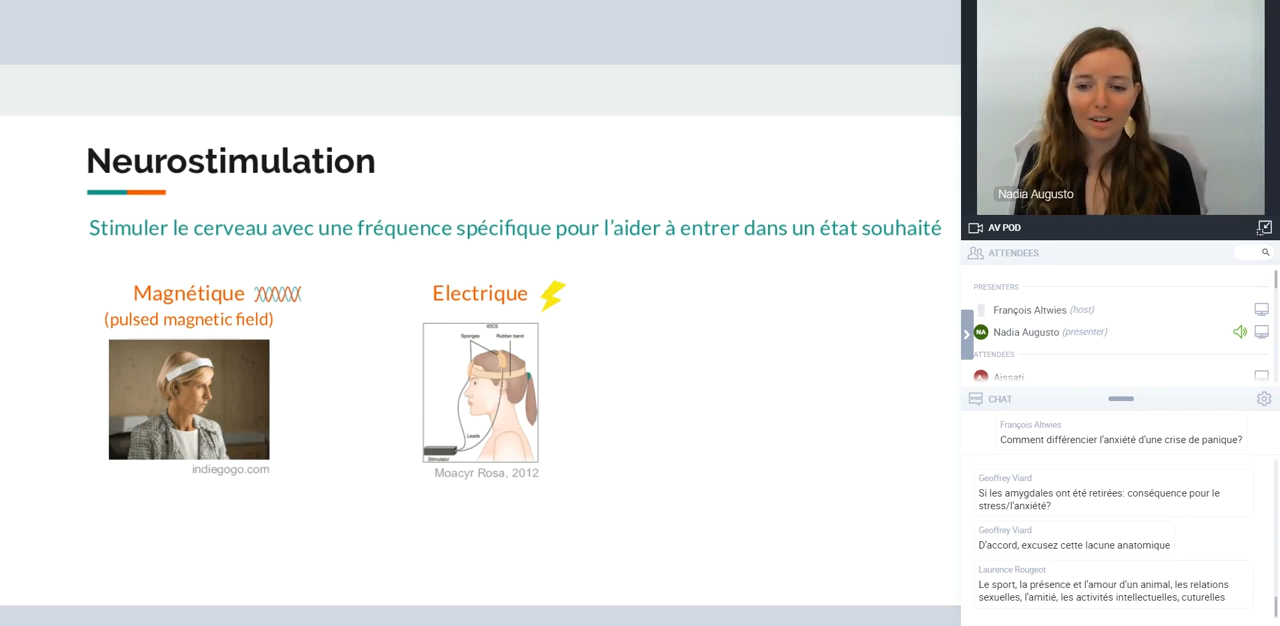 Neurostimulation
Stimuler le cerveau avec une fréquence spécifique pour l'aider à entrer dans un état souhaité
Magnétique
(pulsed magnetic field)
indiegogo.com
Electrique
tDCS
Sponges
Rubber band
Leads
Stimulator
Moacyr Rosa, 2012
Nadia Augusto
AV POD
ATTENDEES
PRESENTERS
François Altwies (host)
NA
Nadia Augusto (presenter)
ATTENDEES
Aissati...
CHAT
François Altwies
Comment différencier l'anxiété d'une crise de panique?
Geoffrey Viard
Si les amygdales ont été retirées: conséquence pour le
stress/l'anxiété?
Geoffrey Viard
D'accord, excusez cette lacune anatomique
Laurence Rougeot
Le sport, la présence et l'amour d'un animal, les relations
sexuelles, l'amitié, les activités intellectuelles, cuturelles